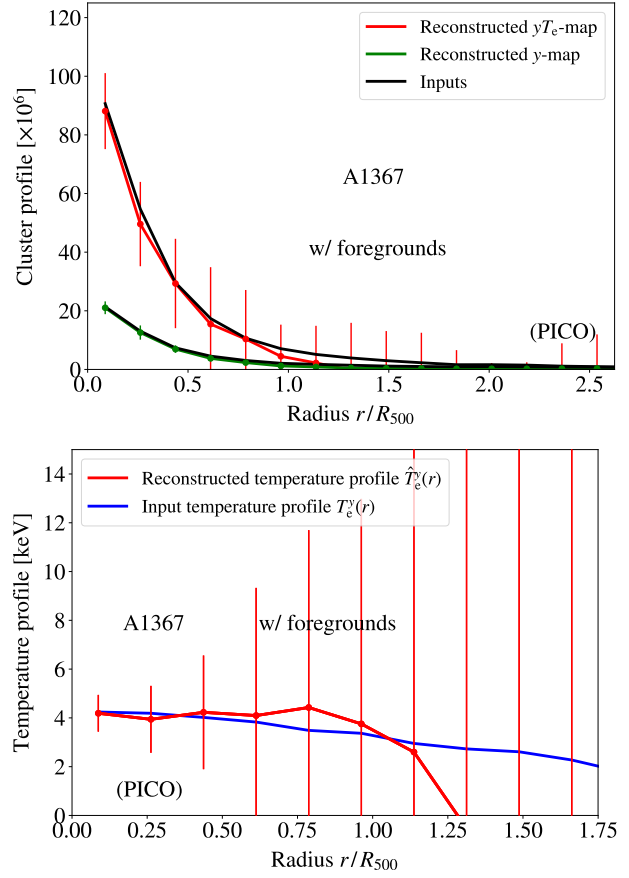 120
100
80
60
40
20
0
Cluster profile [×10⁶]
Reconstructed yTₑ-map
Reconstructed y-map
Inputs
A1367
w/ foregrounds
(PICO)
0.0 0.5 1.0 1.5 2.0 2.5
Radius r/R₅₀₀
14
12
10
8
6
4
2
0
Temperature profile [keV]
Reconstructed temperature profile T̂ₑʸ(r)
Input temperature profile Tₑʸ(r)
A1367
w/ foregrounds
(PICO)
0.00 0.25 0.50 0.75 1.00 1.25 1.50 1.75
Radius r/R₅₀₀